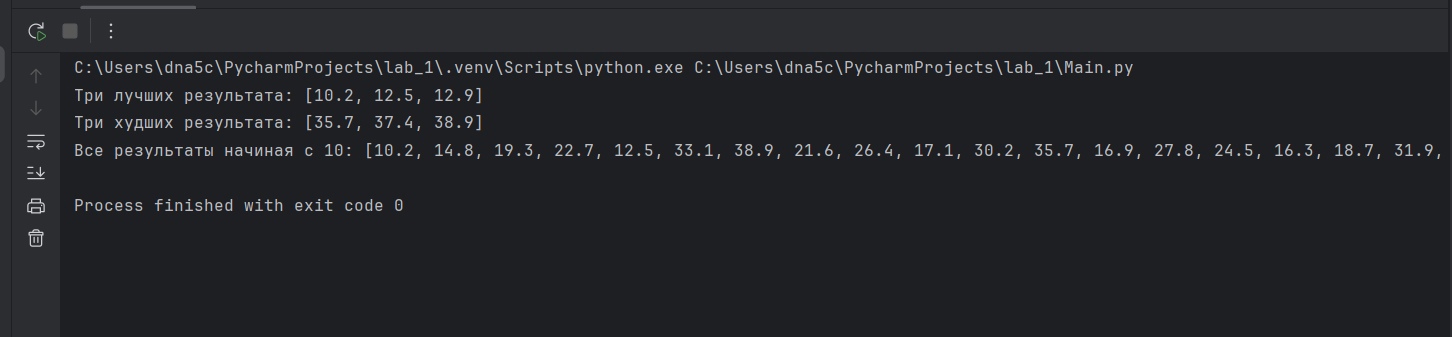 C:\Users\dna5c\PycharmProjects\lab_1\.venv\Scripts\python.exe C:\Users\dna5c\PycharmProjects\lab_1\Main.py
Три лучших результата: [10.2, 12.5, 12.9]
Три худших результата: [35.7, 37.4, 38.9]
Все результаты начиная с 10: [10.2, 14.8, 19.3, 22.7, 12.5, 33.1, 38.9, 21.6, 26.4, 17.1, 30.2, 35.7, 16.9, 27.8, 24.5, 16.3, 18.7, 31.9,
Process finished with exit code 0